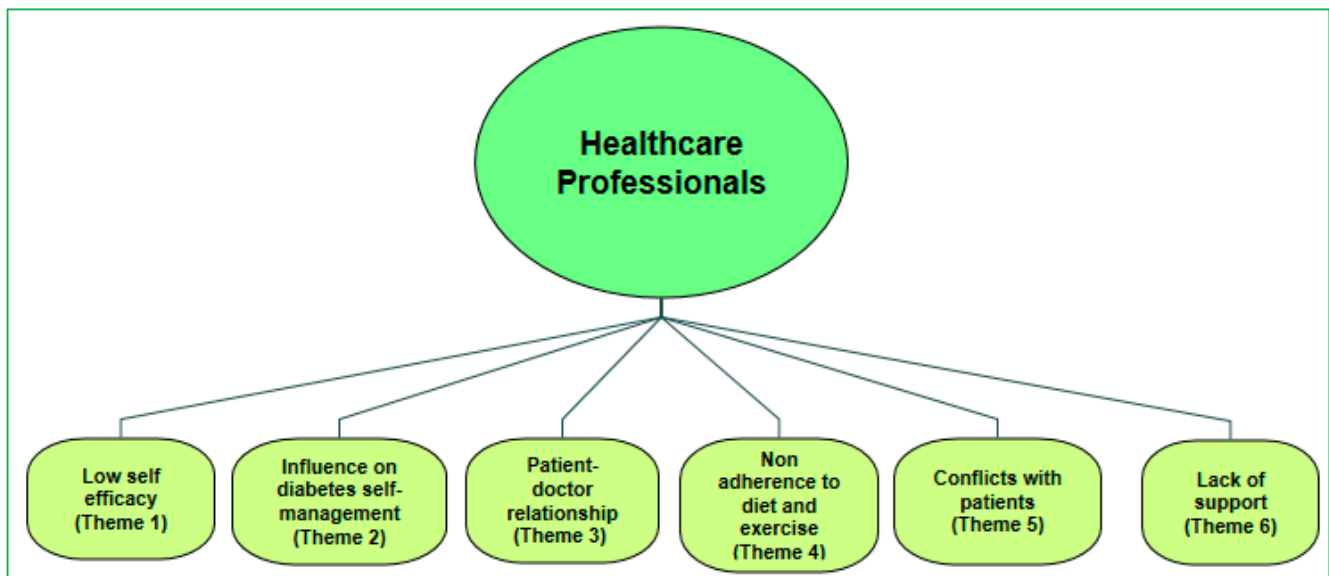 Healthcare
Professionals
Low self
efficacy
(Theme 1)
Influence on
diabetes self-
management
(Theme 2)
Patient-
doctor
relationship
(Theme 3)
Non
adherence to
diet and
exercise
(Theme 4)
Conflicts with
patients
(Theme 5)
Lack of
support
(Theme 6)